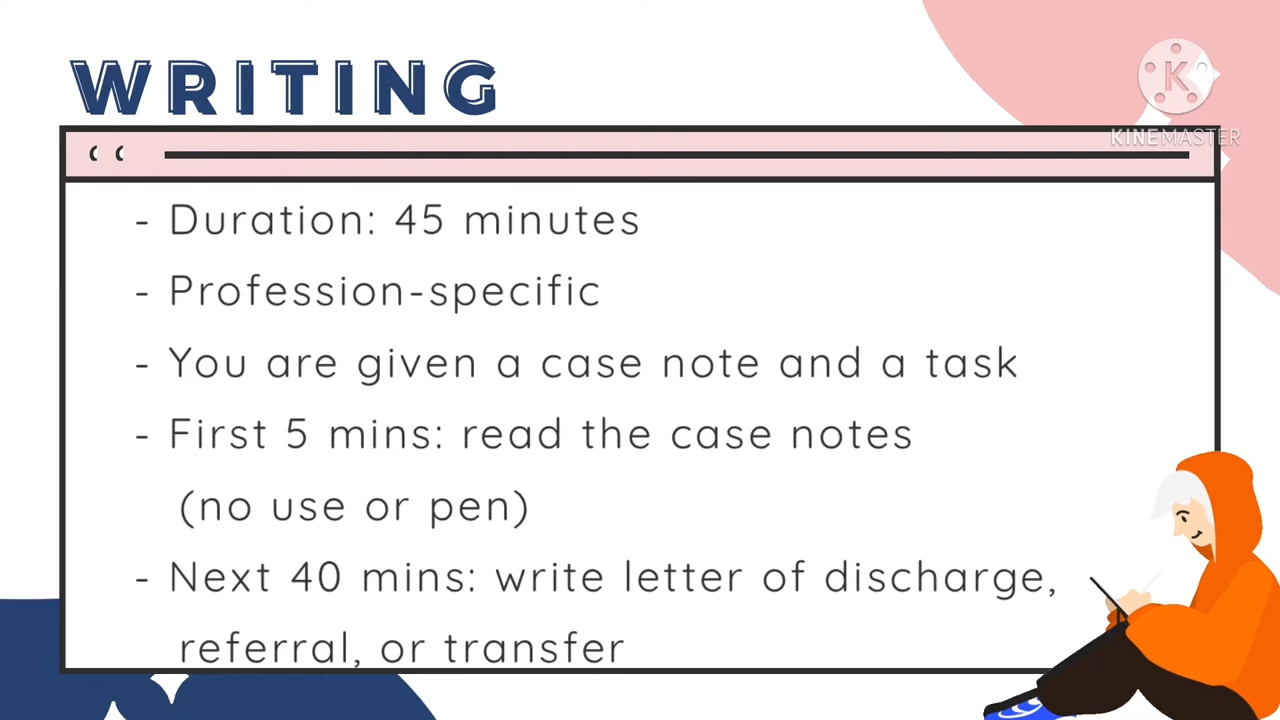 WRITING
KINEMASTER
- Duration: 45 minutes
- Profession-specific
- You are given a case note and a task
- First 5 mins: read the case notes
(no use or pen)
- Next 40 mins: write letter of discharge,
referral, or transfer